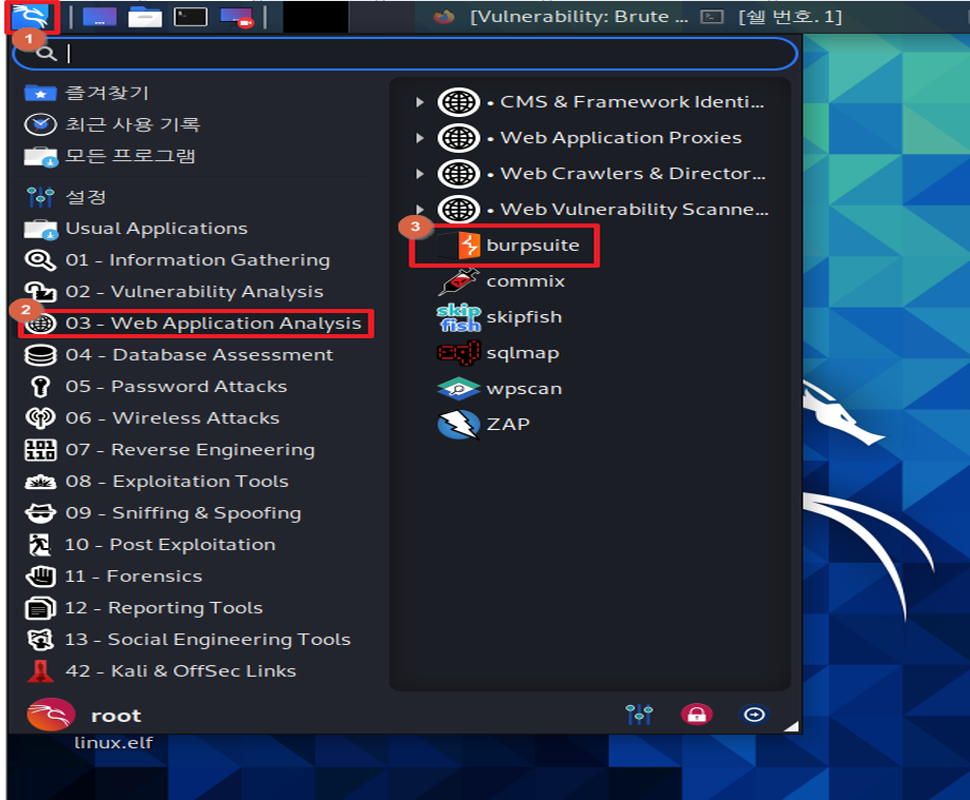 [Vulnerability: Brute ...
[쉘 번호. 1]
1
즐겨찾기
최근 사용 기록
모든 프로그램
설정
Usual Applications
01 - Information Gathering
02 - Vulnerability Analysis
2
03 - Web Application Analysis
04 - Database Assessment
05 - Password Attacks
06 - Wireless Attacks
07 - Reverse Engineering
08 - Exploitation Tools
09 - Sniffing & Spoofing
10 - Post Exploitation
11 - Forensics
12 - Reporting Tools
13 - Social Engineering Tools
42 - Kali & OffSec Links
• CMS & Framework Identi...
• Web Application Proxies
• Web Crawlers & Director...
• Web Vulnerability Scanne...
3
burpsuite
commix
skip
fish
skipfish
sql
sqlmap
wpscan
ZAP
root
linux.elf